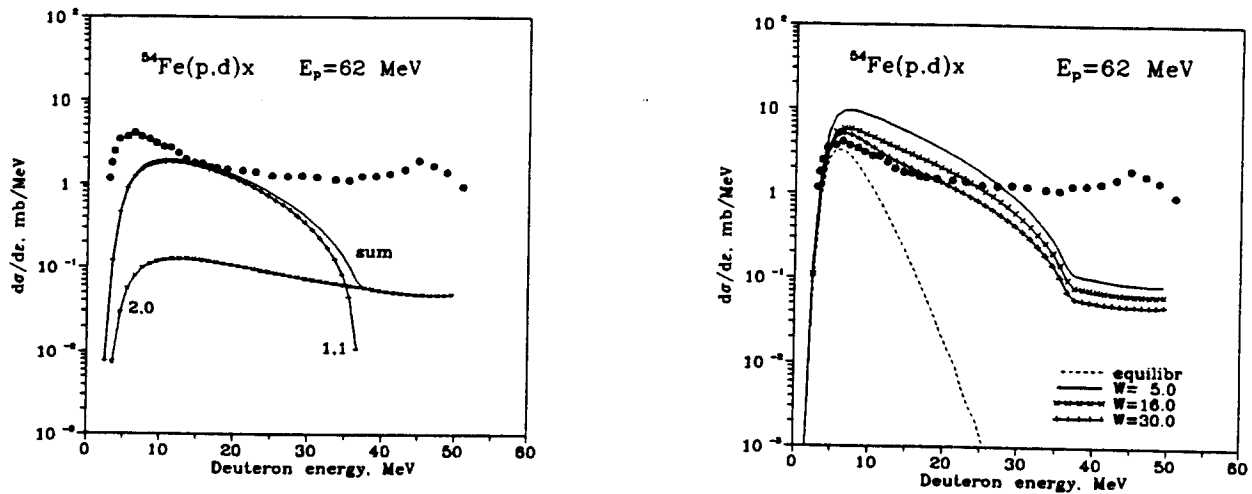 ⁵⁴Fe(p.d)x E_p=62 MeV
dσ/dε. mb/MeV
10²
10
1
10⁻¹
10⁻²
10⁻³
sum
2.0
1.1
0 10 20 30 40 50 60
Deuteron energy. MeV
⁵⁴Fe(p.d)x E_p=62 MeV
dσ/dε. mb/MeV
10²
10
1
10⁻¹
10⁻²
10⁻³
equilibr
W= 5.0
W=16.0
W=30.0
0 10 20 30 40 50 60
Deuteron energy. MeV